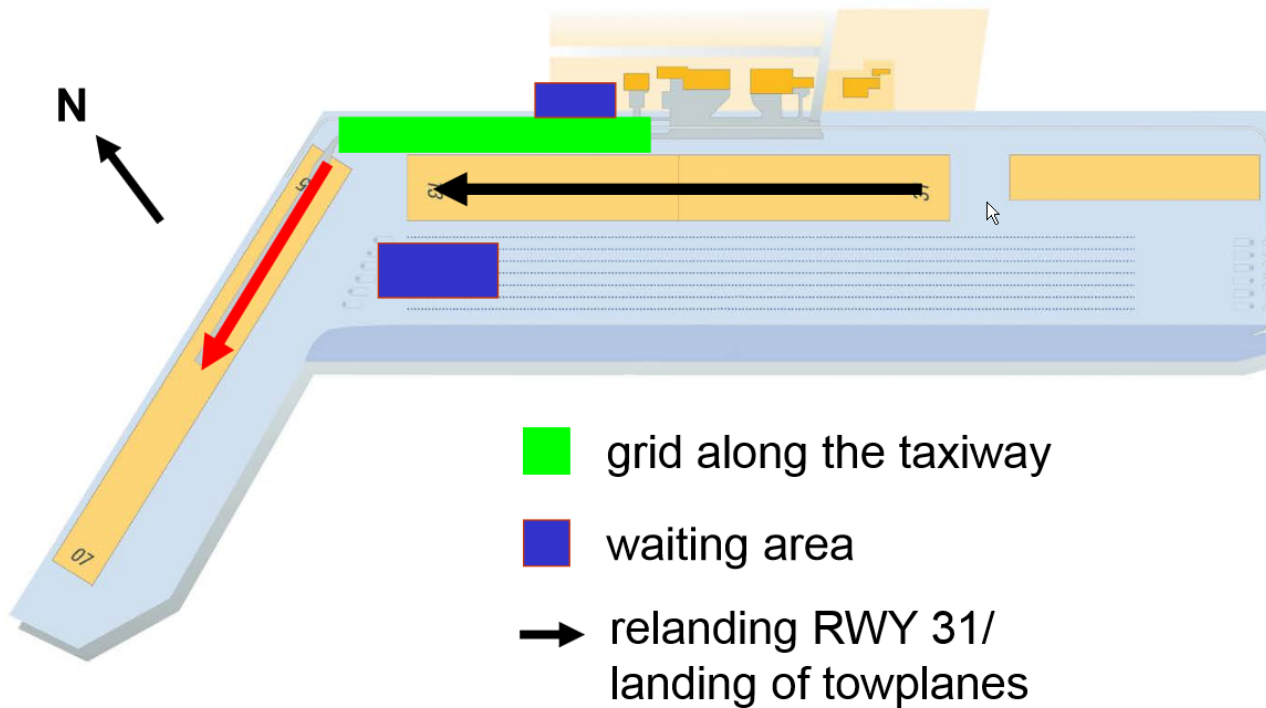 N
07
grid along the taxiway
waiting area
relanding RWY 31/
landing of towplanes